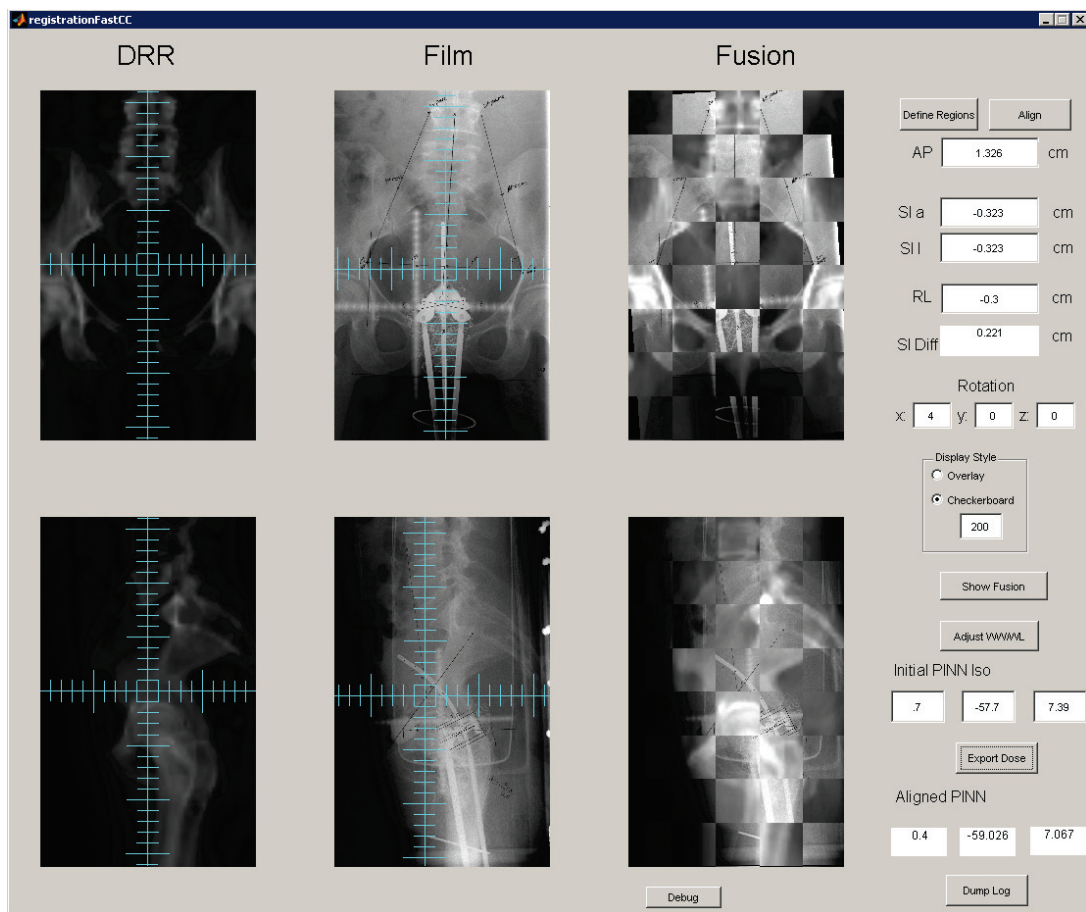 registrationFastCC
DRR
Film
Fusion
Define Regions
Align
AP
1.326
cm
SI a
-0.323
cm
SI l
-0.323
cm
RL
-0.3
cm
SI Diff
0.221
cm
Rotation
x: 4 y: 0 z: 0
Display Style
Overlay
Checkerboard
200
Show Fusion
Adjust WW/WL
Initial PINN Iso
.7 -57.7 7.39
Export Dose
Aligned PINN
0.4 -59.026 7.067
Debug
Dump Log